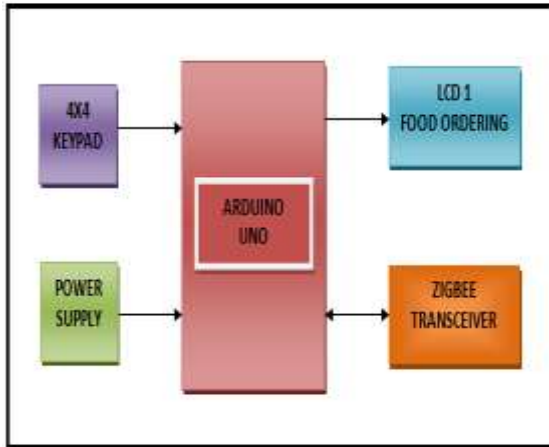 4X4
KEYPAD
POWER
SUPPLY
ARDUINO
UNO
LCD 1
FOOD ORDERING
ZIGBEE
TRANSCEIVER